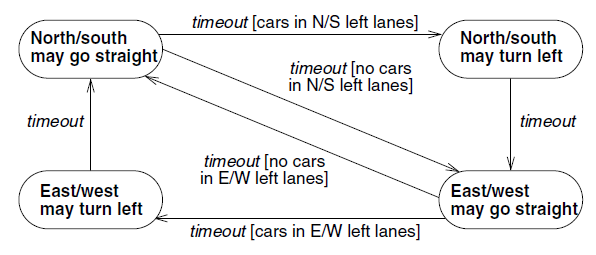 timeout [cars in N/S left lanes]
North/south
may go straight
North/south
may turn left
timeout [no cars
in N/S left lanes]
timeout
timeout
timeout [no cars
in E/W left lanes]
East/west
may turn left
East/west
may go straight
timeout [cars in E/W left lanes]